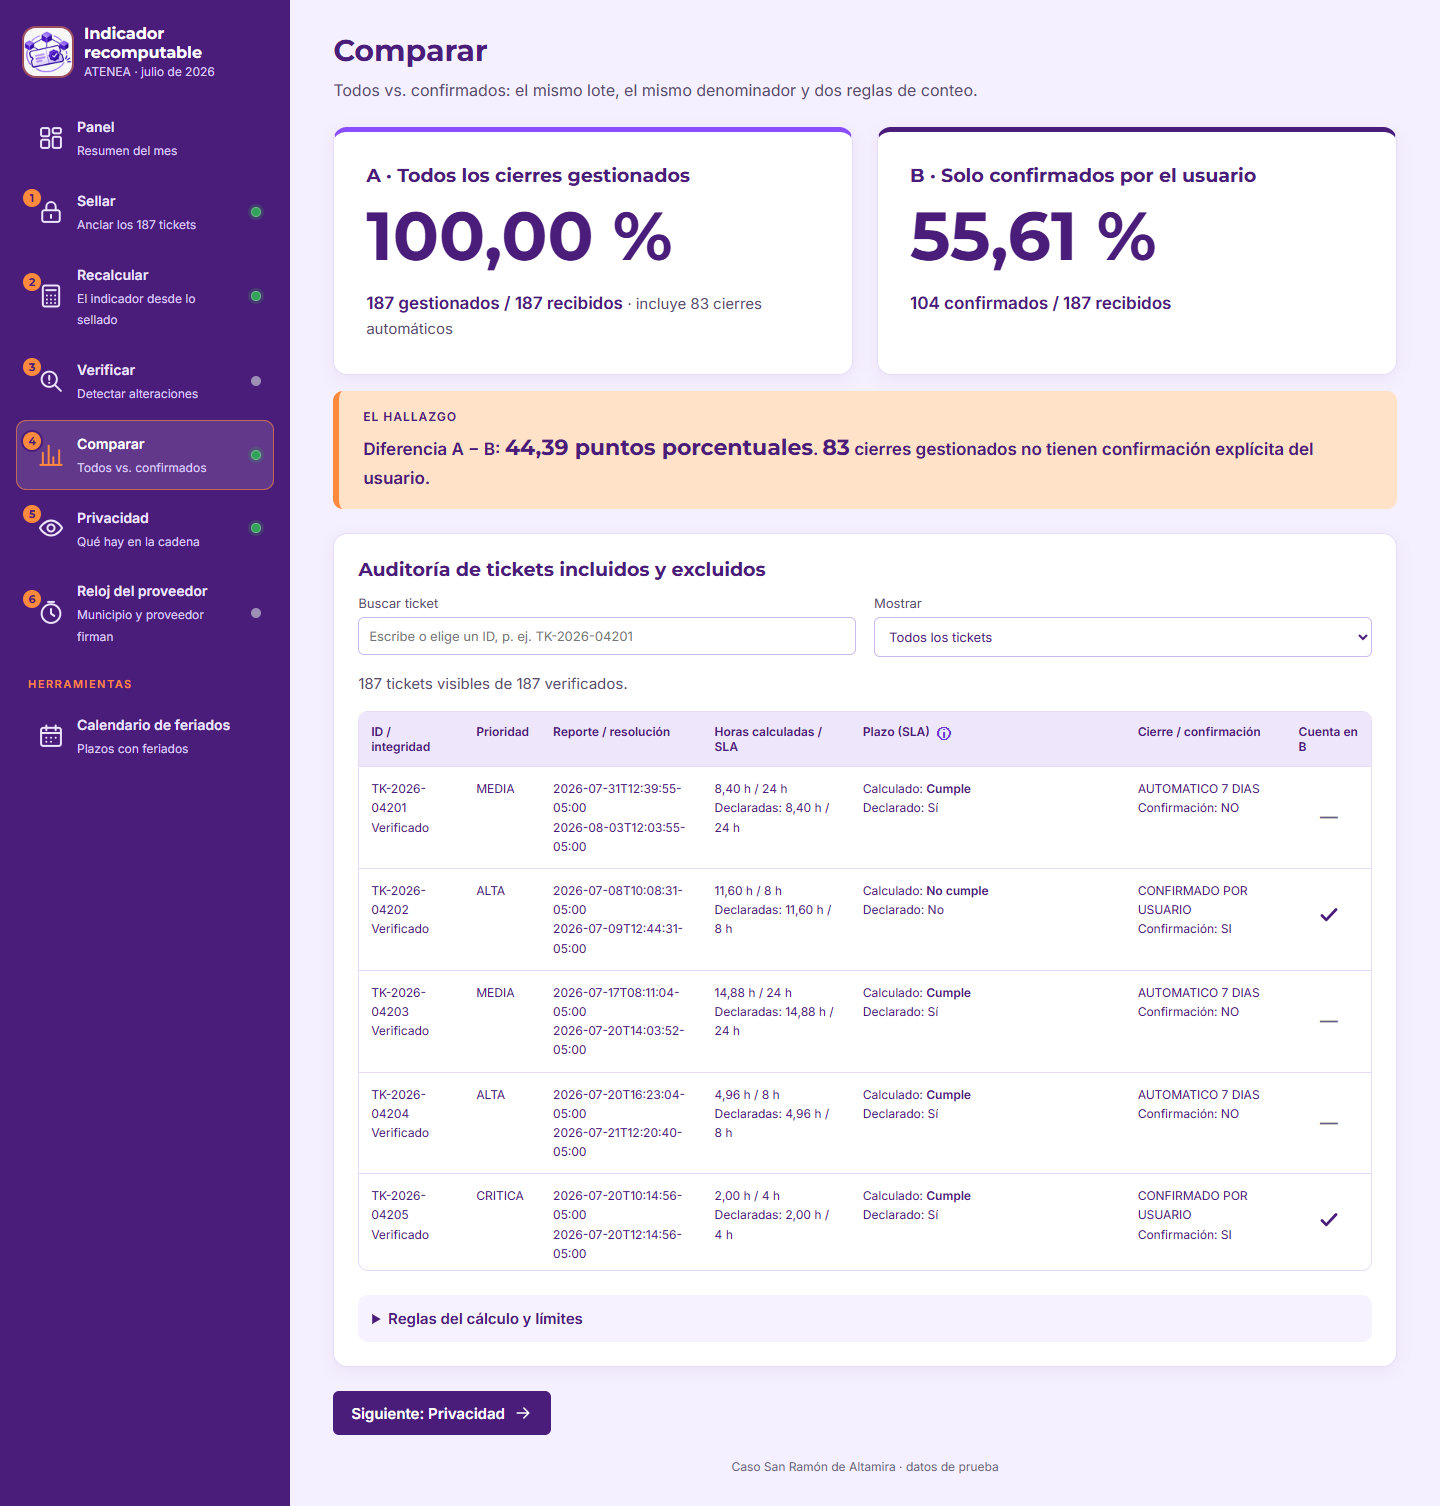 Indicador
recomputable
ATENEA · julio de 2026
Panel
Resumen del mes
1
Sellar
Anclar los 187 tickets
2
Recalcular
El indicador desde lo
sellado
3
Verificar
Detectar alteraciones
4
Comparar
Todos vs. confirmados
5
Privacidad
Qué hay en la cadena
6
Reloj del proveedor
Municipio y proveedor
firman
HERRAMIENTAS
Calendario de feriados
Plazos con feriados
Comparar
Todos vs. confirmados: el mismo lote, el mismo denominador y dos reglas de conteo.
A · Todos los cierres gestionados
100,00 %
187 gestionados / 187 recibidos · incluye 83 cierres
automáticos
B · Solo confirmados por el usuario
55,61 %
104 confirmados / 187 recibidos
EL HALLAZGO
Diferencia A − B: 44,39 puntos porcentuales. 83 cierres gestionados no tienen confirmación explícita del
usuario.
Auditoría de tickets incluidos y excluidos
Buscar ticket
Escribe o elige un ID, p. ej. TK-2026-04201
Mostrar
Todos los tickets
187 tickets visibles de 187 verificados.
ID /
integridad
Prioridad
Reporte / resolución
Horas calculadas /
SLA
Plazo (SLA)
Cierre / confirmación
Cuenta en
B
TK-2026-
04201
Verificado
MEDIA
2026-07-31T12:39:55-
05:00
2026-08-03T12:03:55-
05:00
8,40 h / 24 h
Declaradas: 8,40 h /
24 h
Calculado: Cumple
Declarado: Sí
AUTOMATICO 7 DIAS
Confirmación: NO
—
TK-2026-
04202
Verificado
ALTA
2026-07-08T10:08:31-
05:00
2026-07-09T12:44:31-
05:00
11,60 h / 8 h
Declaradas: 11,60 h /
8 h
Calculado: No cumple
Declarado: No
CONFIRMADO POR
USUARIO
Confirmación: SI
✓
TK-2026-
04203
Verificado
MEDIA
2026-07-17T08:11:04-
05:00
2026-07-20T14:03:52-
05:00
14,88 h / 24 h
Declaradas: 14,88 h /
24 h
Calculado: Cumple
Declarado: Sí
AUTOMATICO 7 DIAS
Confirmación: NO
—
TK-2026-
04204
Verificado
ALTA
2026-07-20T16:23:04-
05:00
2026-07-21T12:20:40-
05:00
4,96 h / 8 h
Declaradas: 4,96 h /
8 h
Calculado: Cumple
Declarado: Sí
AUTOMATICO 7 DIAS
Confirmación: NO
—
TK-2026-
04205
Verificado
CRITICA
2026-07-20T10:14:56-
05:00
2026-07-20T12:14:56-
05:00
2,00 h / 4 h
Declaradas: 2,00 h /
4 h
Calculado: Cumple
Declarado: Sí
CONFIRMADO POR
USUARIO
Confirmación: SI
✓
Reglas del cálculo y límites
Siguiente: Privacidad →
Caso San Ramón de Altamira · datos de prueba